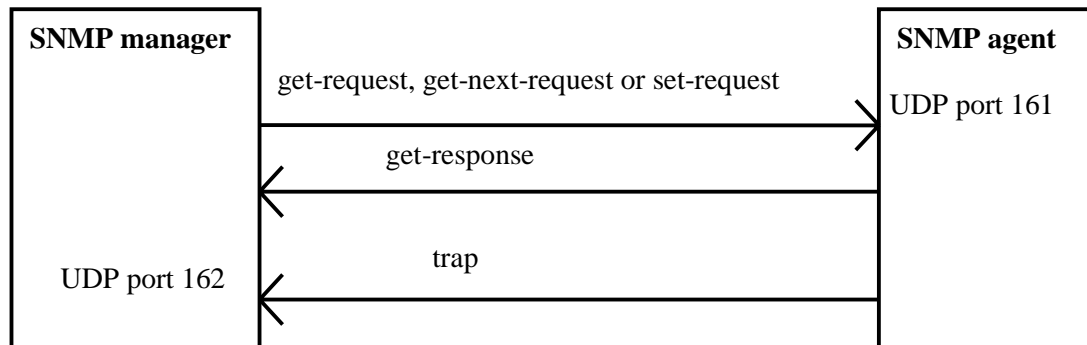 SNMP manager
SNMP agent
get-request, get-next-request or set-request
UDP port 161
get-response
trap
UDP port 162